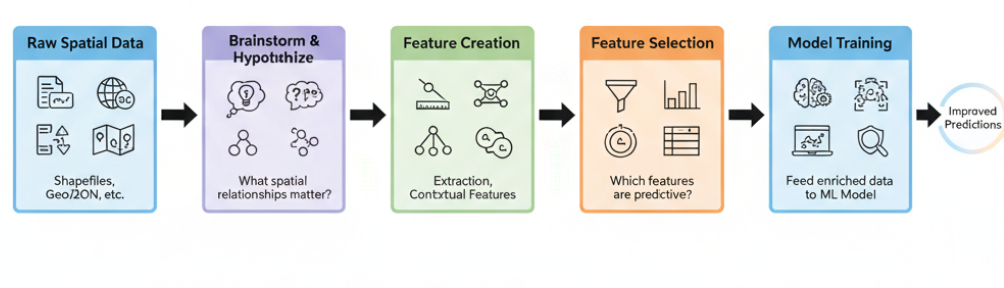 Raw Spatial Data
Shapefiles,
Geo/2ON, etc.
Brainstorm &
Hypotıhize
What spatial
relationships matter?
Feature Creation
Extraction,
Contxtual Features
Feature Selection
Which features
are predctive?
Model Training
Feed enriched data
to ML Model
Improved
Predictions